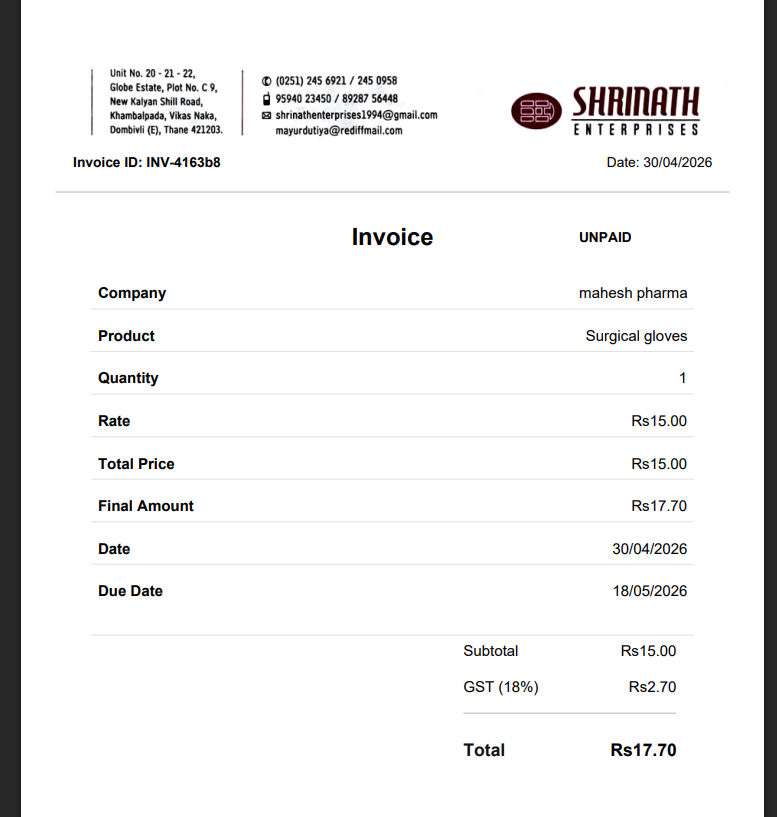 Unit No. 20 - 21 - 22,
Globe Estate, Plot No. C 9,
New Kalyan Shill Road,
Khambalpada, Vikas Naka,
Dombivli (E), Thane 421203.
(0251) 245 6921 / 245 0958
95940 23450 / 89287 56448
shrinathenterprises1994@gmail.com
mayurdutiya@rediffmail.com
SHRINATH
ENTERPRISES
Invoice ID: INV-4163b8
Date: 30/04/2026
Invoice
UNPAID
Company mahesh pharma
Product Surgical gloves
Quantity 1
Rate Rs15.00
Total Price Rs15.00
Final Amount Rs17.70
Date 30/04/2026
Due Date 18/05/2026
Subtotal Rs15.00
GST (18%) Rs2.70
Total Rs17.70